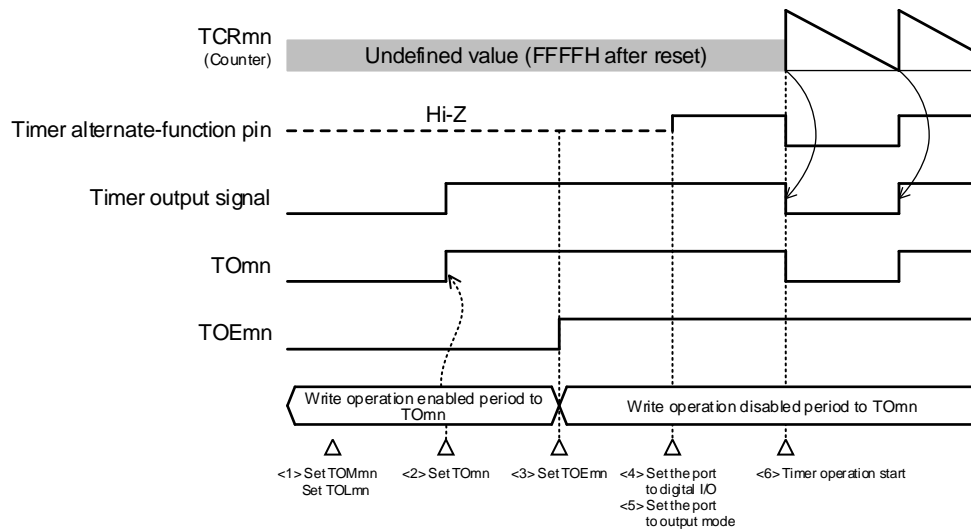 TCRmn
(Counter)
Undefined value (FFFFH after reset)
Hi-Z
Timer alternate-function pin
Timer output signal
TOmn
TOEmn
Write operation enabled period to
TOmn
Write operation disabled period to TOmn
<1> Set TOMmn
Set TOLmn
<2> Set TOmn
<3> Set TOEmn
<4> Set the port
to digital I/O
<5> Set the port
to output mode
<6> Timer operation start